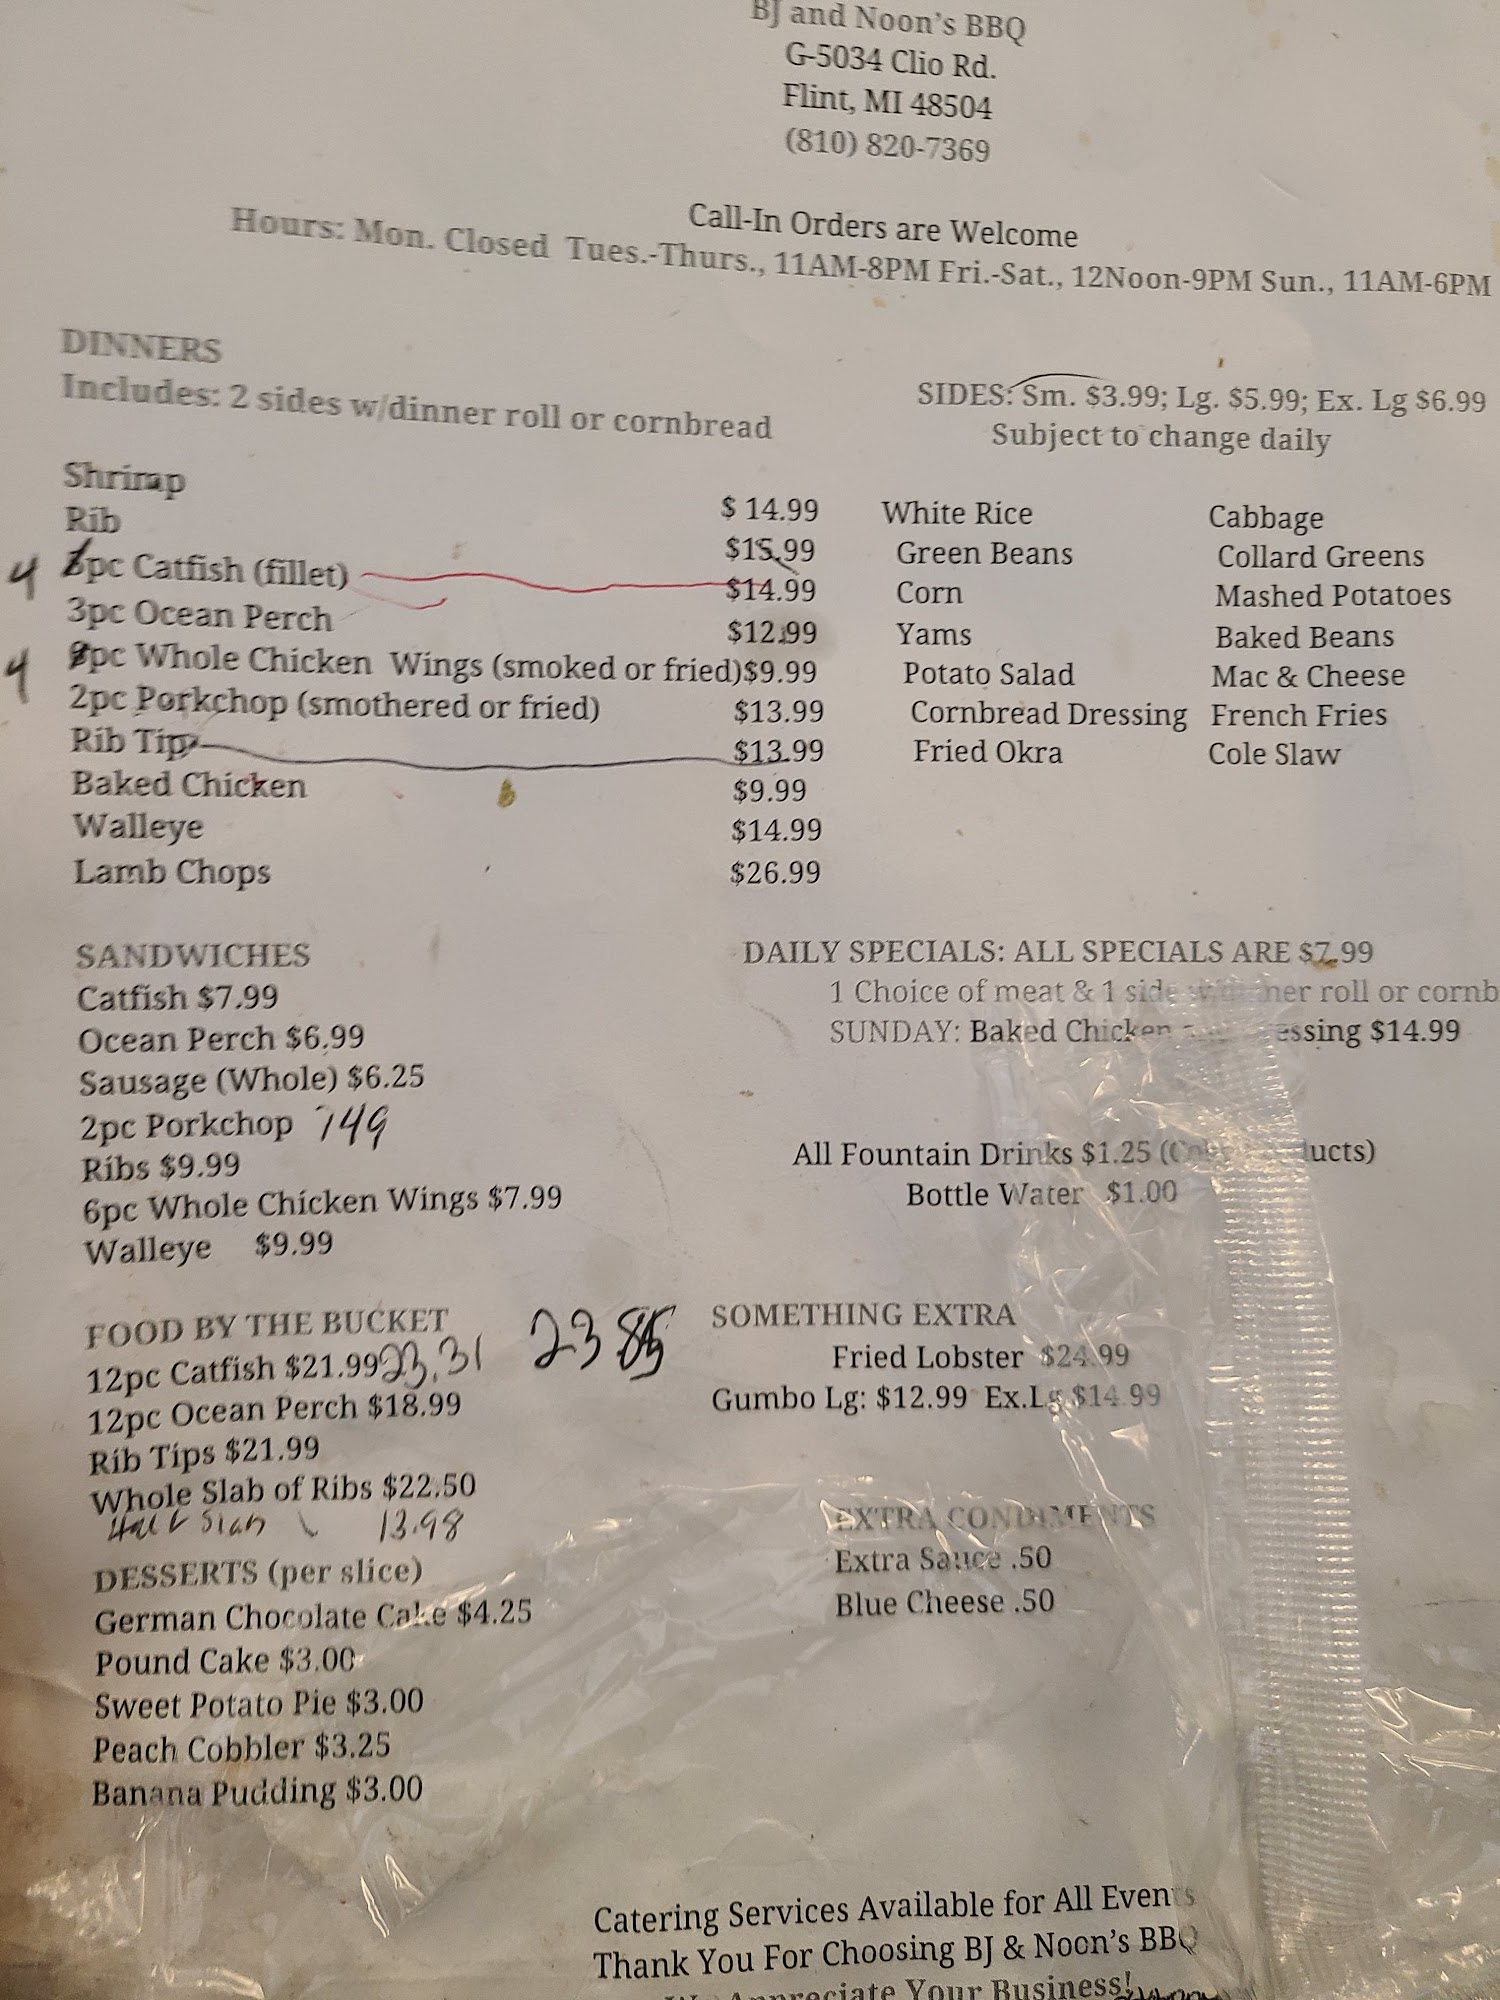 BJ and Noon's BBQ
G-5034 Clio Rd.
Flint, MI 48504
(810) 820-7369
Call-In Orders are Welcome
Hours: Mon. Closed Tues.-Thurs., 11AM-8PM Fri.-Sat., 12Noon-9PM Sun., 11AM-6PM
DINNERS
Includes: 2 sides w/dinner roll or cornbread
Shrimp $14.99
Rib $15.99
4 pc Catfish (fillet) $14.99
3pc Ocean Perch $12.99
4 pc Whole Chicken Wings (smoked or fried) $9.99
2pc Porkchop (smothered or fried) $13.99
Rib Tip $13.99
Baked Chicken $9.99
Walleye $14.99
Lamb Chops $26.99
SIDES: Sm. $3.99; Lg. $5.99; Ex. Lg $6.99
Subject to change daily
White Rice Cabbage
Green Beans Collard Greens
Corn Mashed Potatoes
Yams Baked Beans
Potato Salad Mac & Cheese
Cornbread Dressing French Fries
Fried Okra Cole Slaw
SANDWICHES
Catfish $7.99
Ocean Perch $6.99
Sausage (Whole) $6.25
2pc Porkchop 749
Ribs $9.99
6pc Whole Chicken Wings $7.99
Walleye $9.99
DAILY SPECIALS: ALL SPECIALS ARE $7.99
1 Choice of meat & 1 side roll or cornb
SUNDAY: Baked Chicken $14.99
All Fountain Drinks $1.25
Bottle Water $1.00
FOOD BY THE BUCKET
12pc Catfish $21.99 23.31 23
12pc Ocean Perch $18.99
Rib Tips $21.99
Whole Slab of Ribs $22.50
Half Slab 13.98
SOMETHING EXTRA
Fried Lobster $24.99
Gumbo Lg: $12.99 Ex.Lg $14.99
EXTRA CONDIMENTS
Extra Sauce .50
Blue Cheese .50
DESSERTS (per slice)
German Chocolate Cake $4.25
Pound Cake $3.00
Sweet Potato Pie $3.00
Peach Cobbler $3.25
Banana Pudding $3.00
Catering Services Available for All Events
Thank You For Choosing BJ & Noon's BBQ
We Appreciate Your Business!